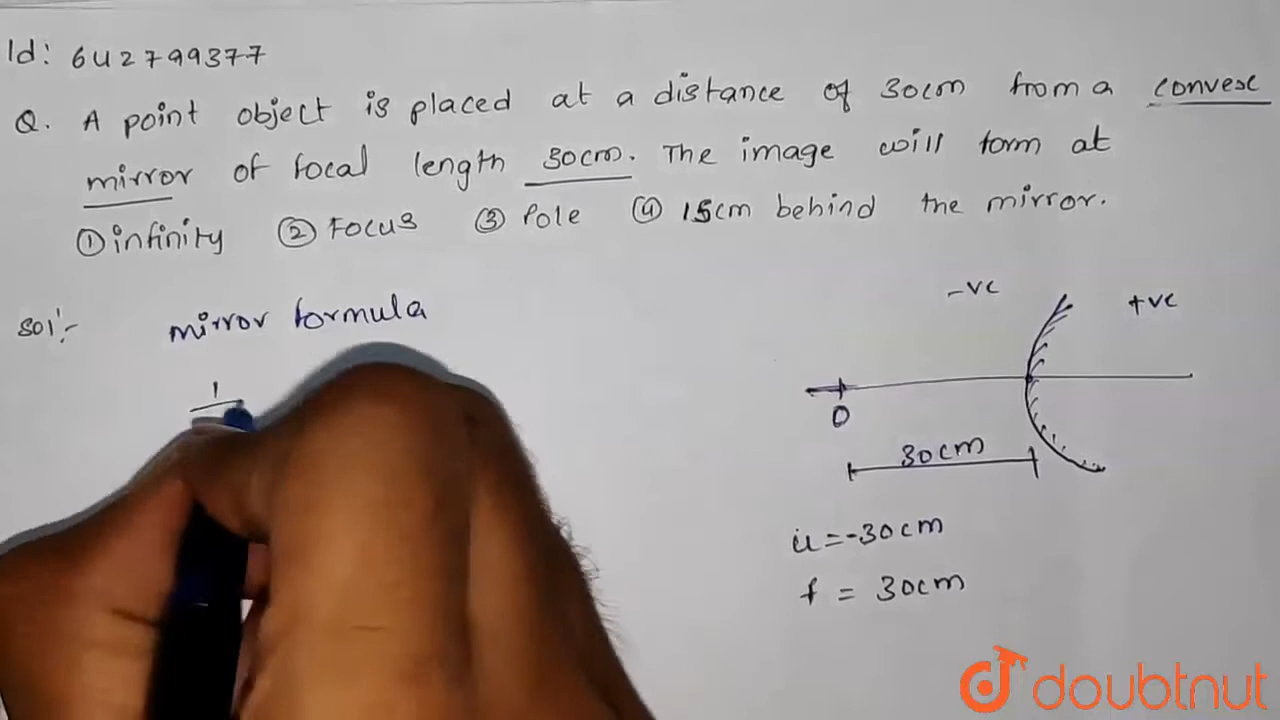 Id: 642799377
Q. A point object is placed at a distance of 30cm from a convex
mirror of focal length 30cm. The image will form at
① infinity ② Focus ③ Pole ④ 15cm behind the mirror.
Sol:- mirror formula
1
-ve
+ve
O
30cm
u = -30cm
f = 30cm
doubtnut